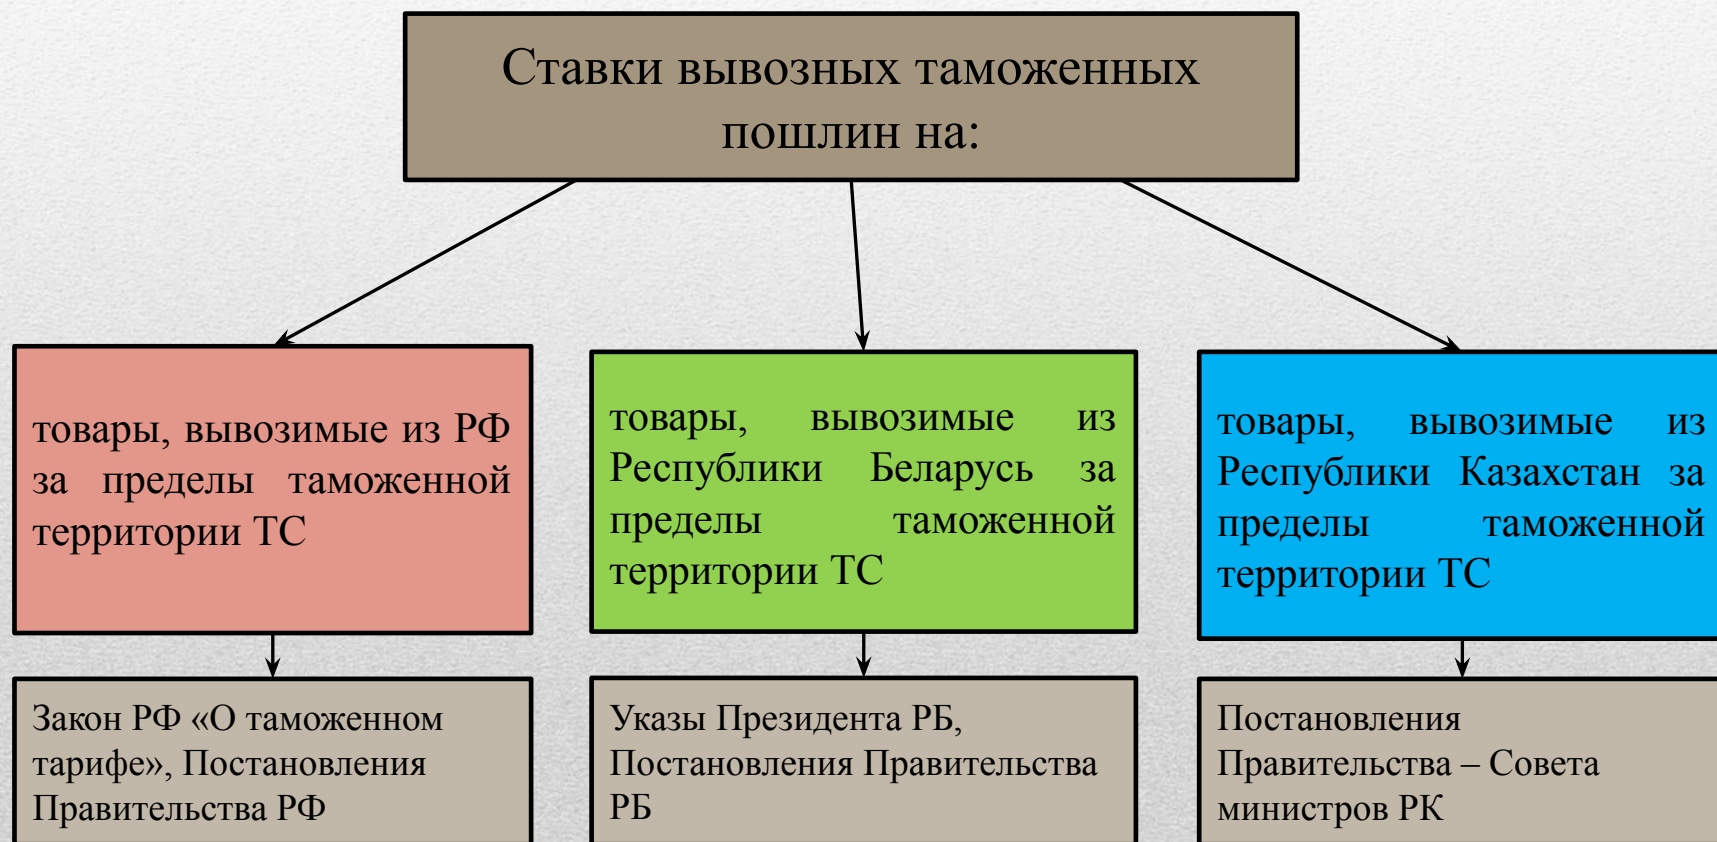 Ставки вывозных таможенных
пошлин на:
товары, вывозимые из РФ
за пределы таможенной
территории ТС
товары, вывозимые из
Республики Беларусь за
пределы таможенной
территории ТС
товары, вывозимые из
Республики Казахстан за
пределы таможенной
территории ТС
Закон РФ «О таможенном
тарифе», Постановления
Правительства РФ
Указы Президента РБ,
Постановления Правительства
РБ
Постановления
Правительства – Совета
министров РК